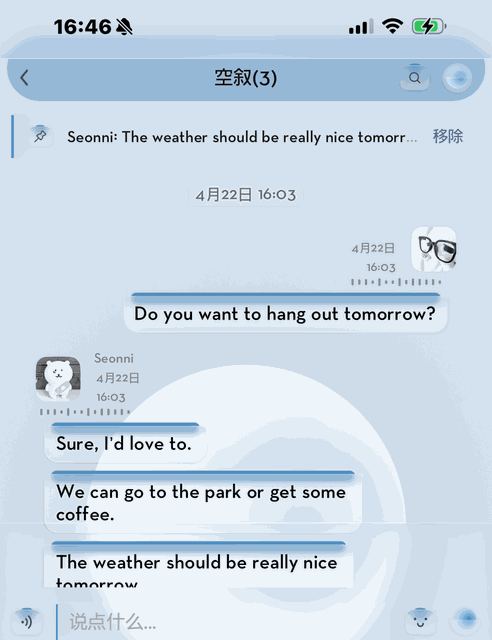 16:46
空叙(3)
Seonni: The weather should be really nice tomorr... 移除
4月22日 16:03
4月22日
16:03
Do you want to hang out tomorrow?
Seonni
4月22日
16:03
Sure, I'd love to.
We can go to the park or get some
coffee.
The weather should be really nice
tomorrow
说点什么...